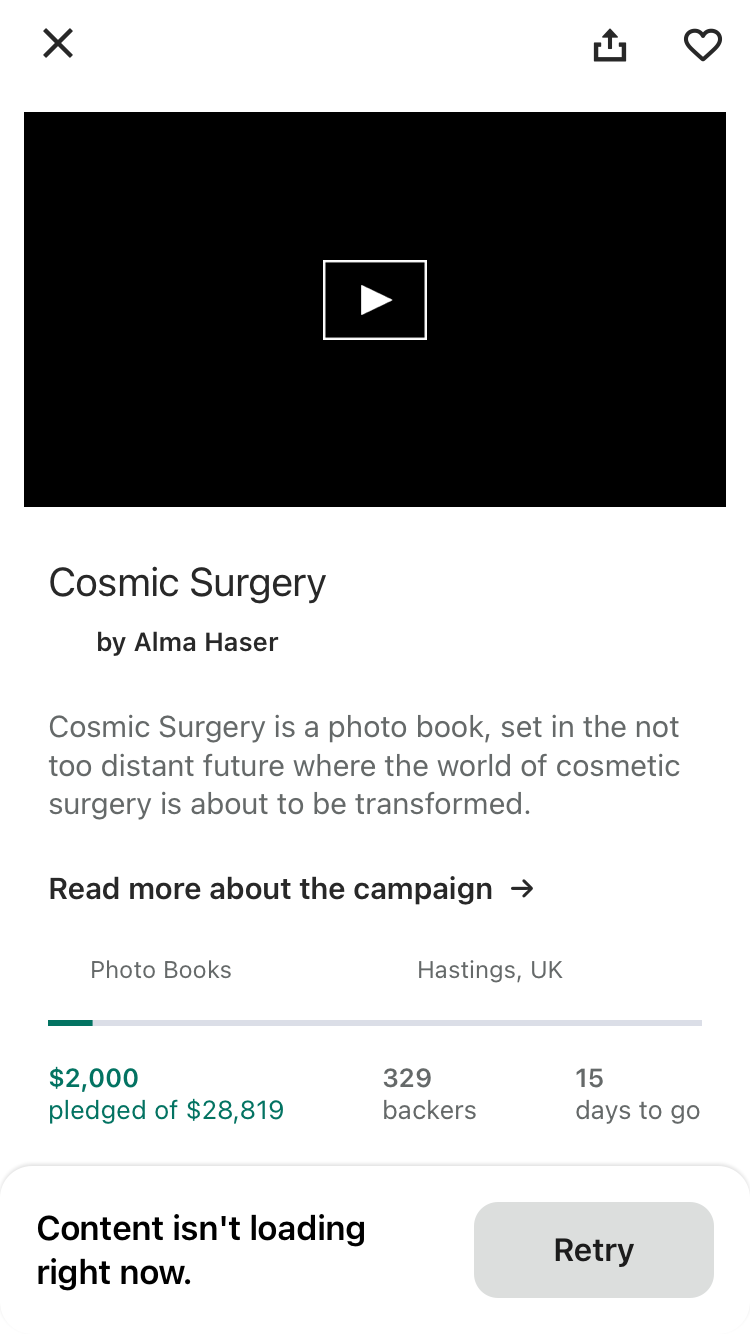 Cosmic Surgery
by Alma Haser
Cosmic Surgery is a photo book, set in the not
too distant future where the world of cosmetic
surgery is about to be transformed.
Read more about the campaign →
Photo Books
Hastings, UK
$2,000
pledged of $28,819
329
backers
15
days to go
Content isn't loading
right now.
Retry